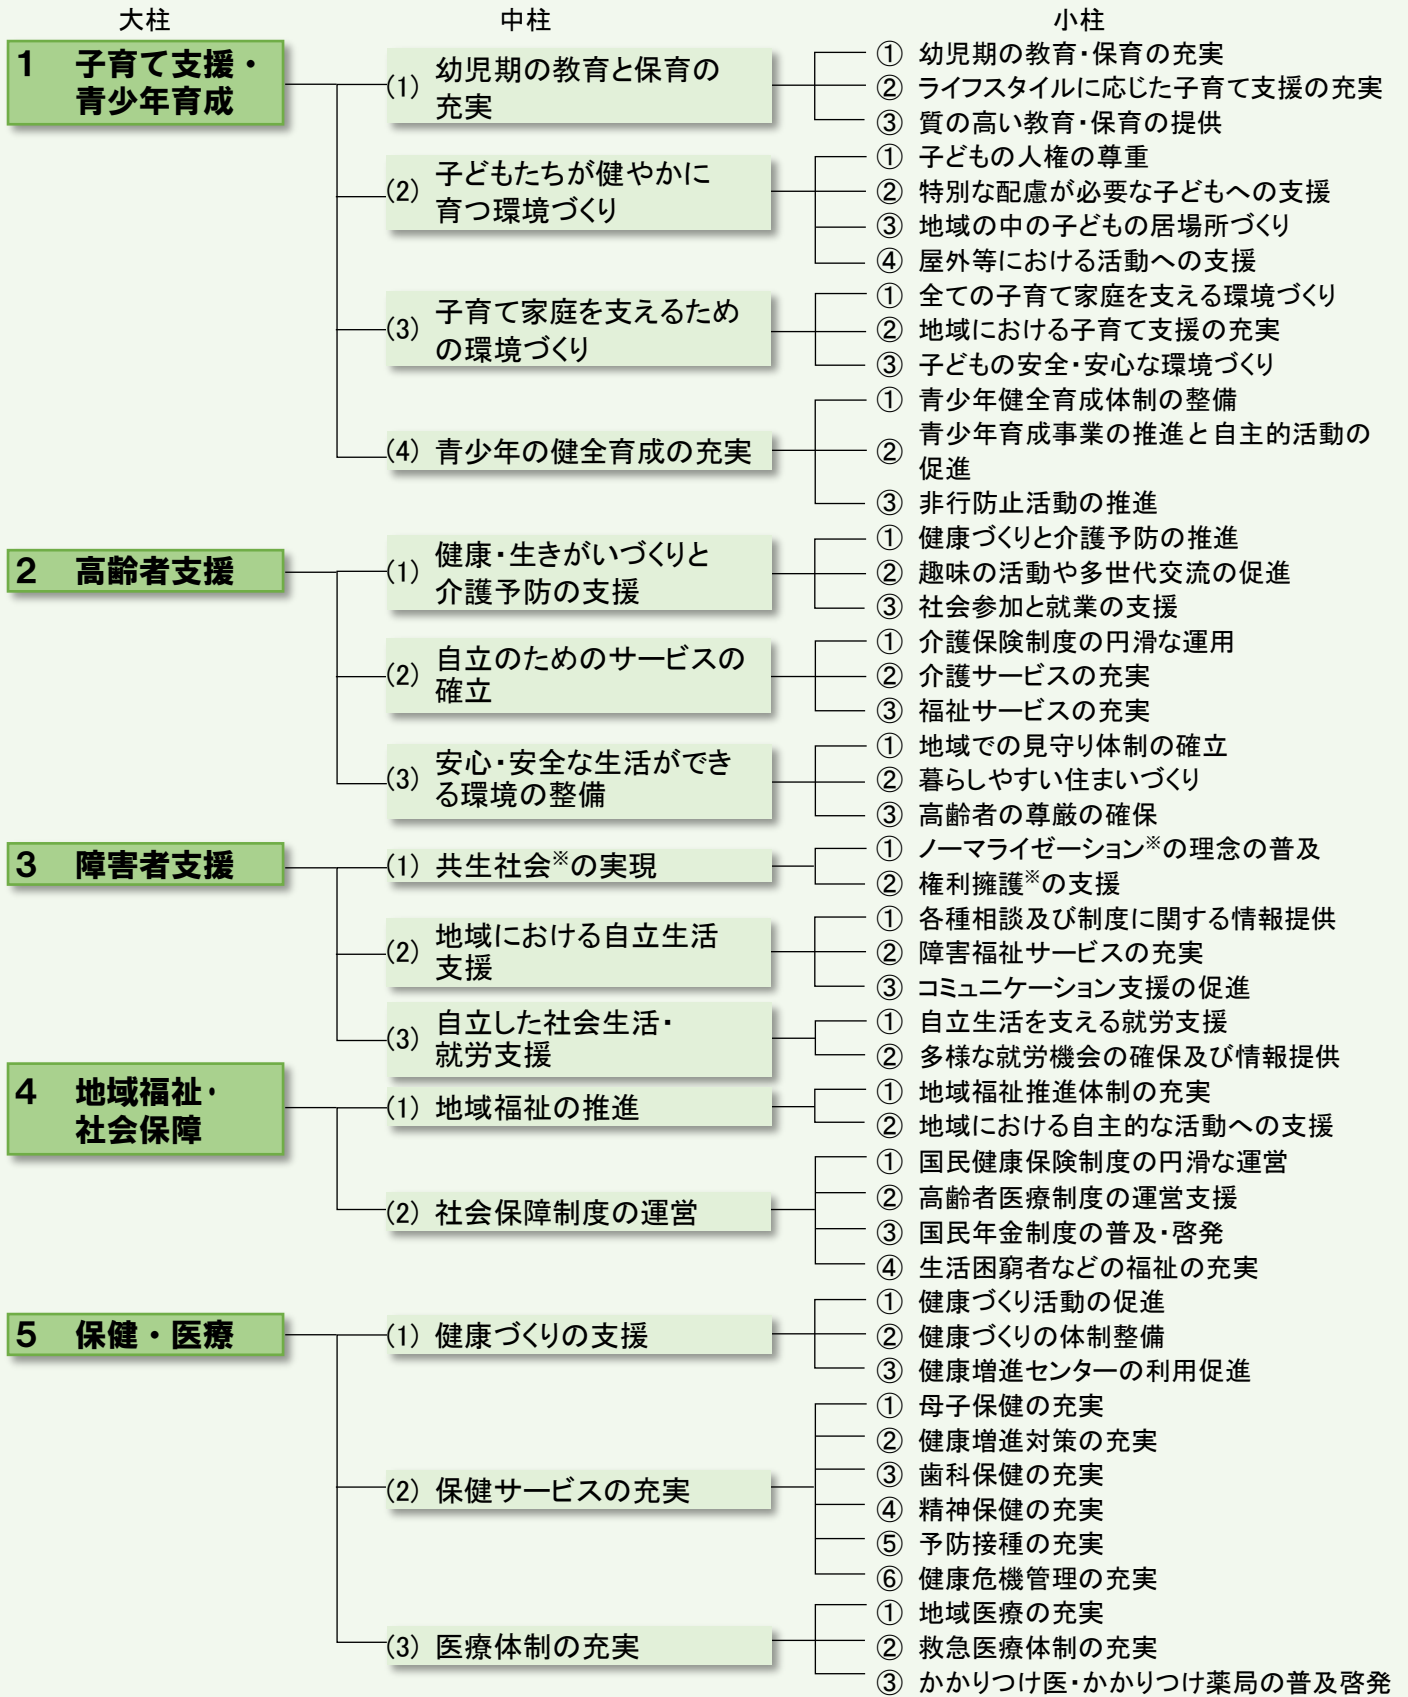 大柱 中柱 小柱
1 子育て支援・
青少年育成
(1) 幼児期の教育と保育の
充実
① 幼児期の教育・保育の充実
② ライフスタイルに応じた子育て支援の充実
③ 質の高い教育・保育の提供
(2) 子どもたちが健やかに
育つ環境づくり
① 子どもの人権の尊重
② 特別な配慮が必要な子どもへの支援
③ 地域の中の子どもの居場所づくり
④ 屋外等における活動への支援
(3) 子育て家庭を支えるため
の環境づくり
① 全ての子育て家庭を支える環境づくり
② 地域における子育て支援の充実
③ 子どもの安全・安心な環境づくり
(4) 青少年の健全育成の充実
① 青少年健全育成体制の整備
② 青少年育成事業の推進と自主的活動の
促進
③ 非行防止活動の推進
2 高齢者支援
(1) 健康・生きがいづくりと
介護予防の支援
① 健康づくりと介護予防の推進
② 趣味の活動や多世代交流の促進
③ 社会参加と就業の支援
(2) 自立のためのサービスの
確立
① 介護保険制度の円滑な運用
② 介護サービスの充実
③ 福祉サービスの充実
(3) 安心・安全な生活ができ
る環境の整備
① 地域での見守り体制の確立
② 暮らしやすい住まいづくり
③ 高齢者の尊厳の確保
3 障害者支援
(1) 共生社会※の実現
① ノーマライゼーション※の理念の普及
② 権利擁護※の支援
(2) 地域における自立生活
支援
① 各種相談及び制度に関する情報提供
② 障害福祉サービスの充実
③ コミュニケーション支援の促進
(3) 自立した社会生活・
就労支援
① 自立生活を支える就労支援
② 多様な就労機会の確保及び情報提供
4 地域福祉・
社会保障
(1) 地域福祉の推進
① 地域福祉推進体制の充実
② 地域における自主的な活動への支援
(2) 社会保障制度の運営
① 国民健康保険制度の円滑な運営
② 高齢者医療制度の運営支援
③ 国民年金制度の普及・啓発
④ 生活困窮者などの福祉の充実
5 保健・医療
(1) 健康づくりの支援
① 健康づくり活動の促進
② 健康づくりの体制整備
③ 健康増進センターの利用促進
(2) 保健サービスの充実
① 母子保健の充実
② 健康増進対策の充実
③ 歯科保健の充実
④ 精神保健の充実
⑤ 予防接種の充実
⑥ 健康危機管理の充実
(3) 医療体制の充実
① 地域医療の充実
② 救急医療体制の充実
③ かかりつけ医・かかりつけ薬局の普及啓発